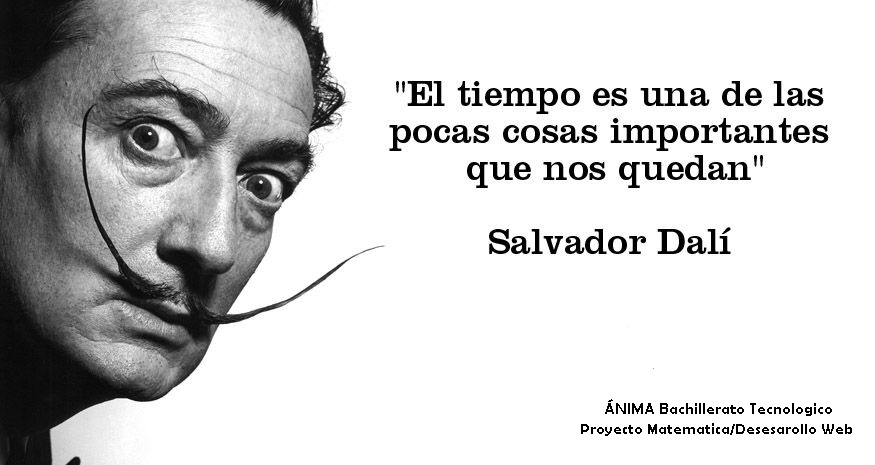 "El tiempo es una de las
pocas cosas importantes
que nos quedan"
Salvador Dalí
ÁNIMA Bachillerato Tecnologico
Proyecto Matematica/Desesarollo Web